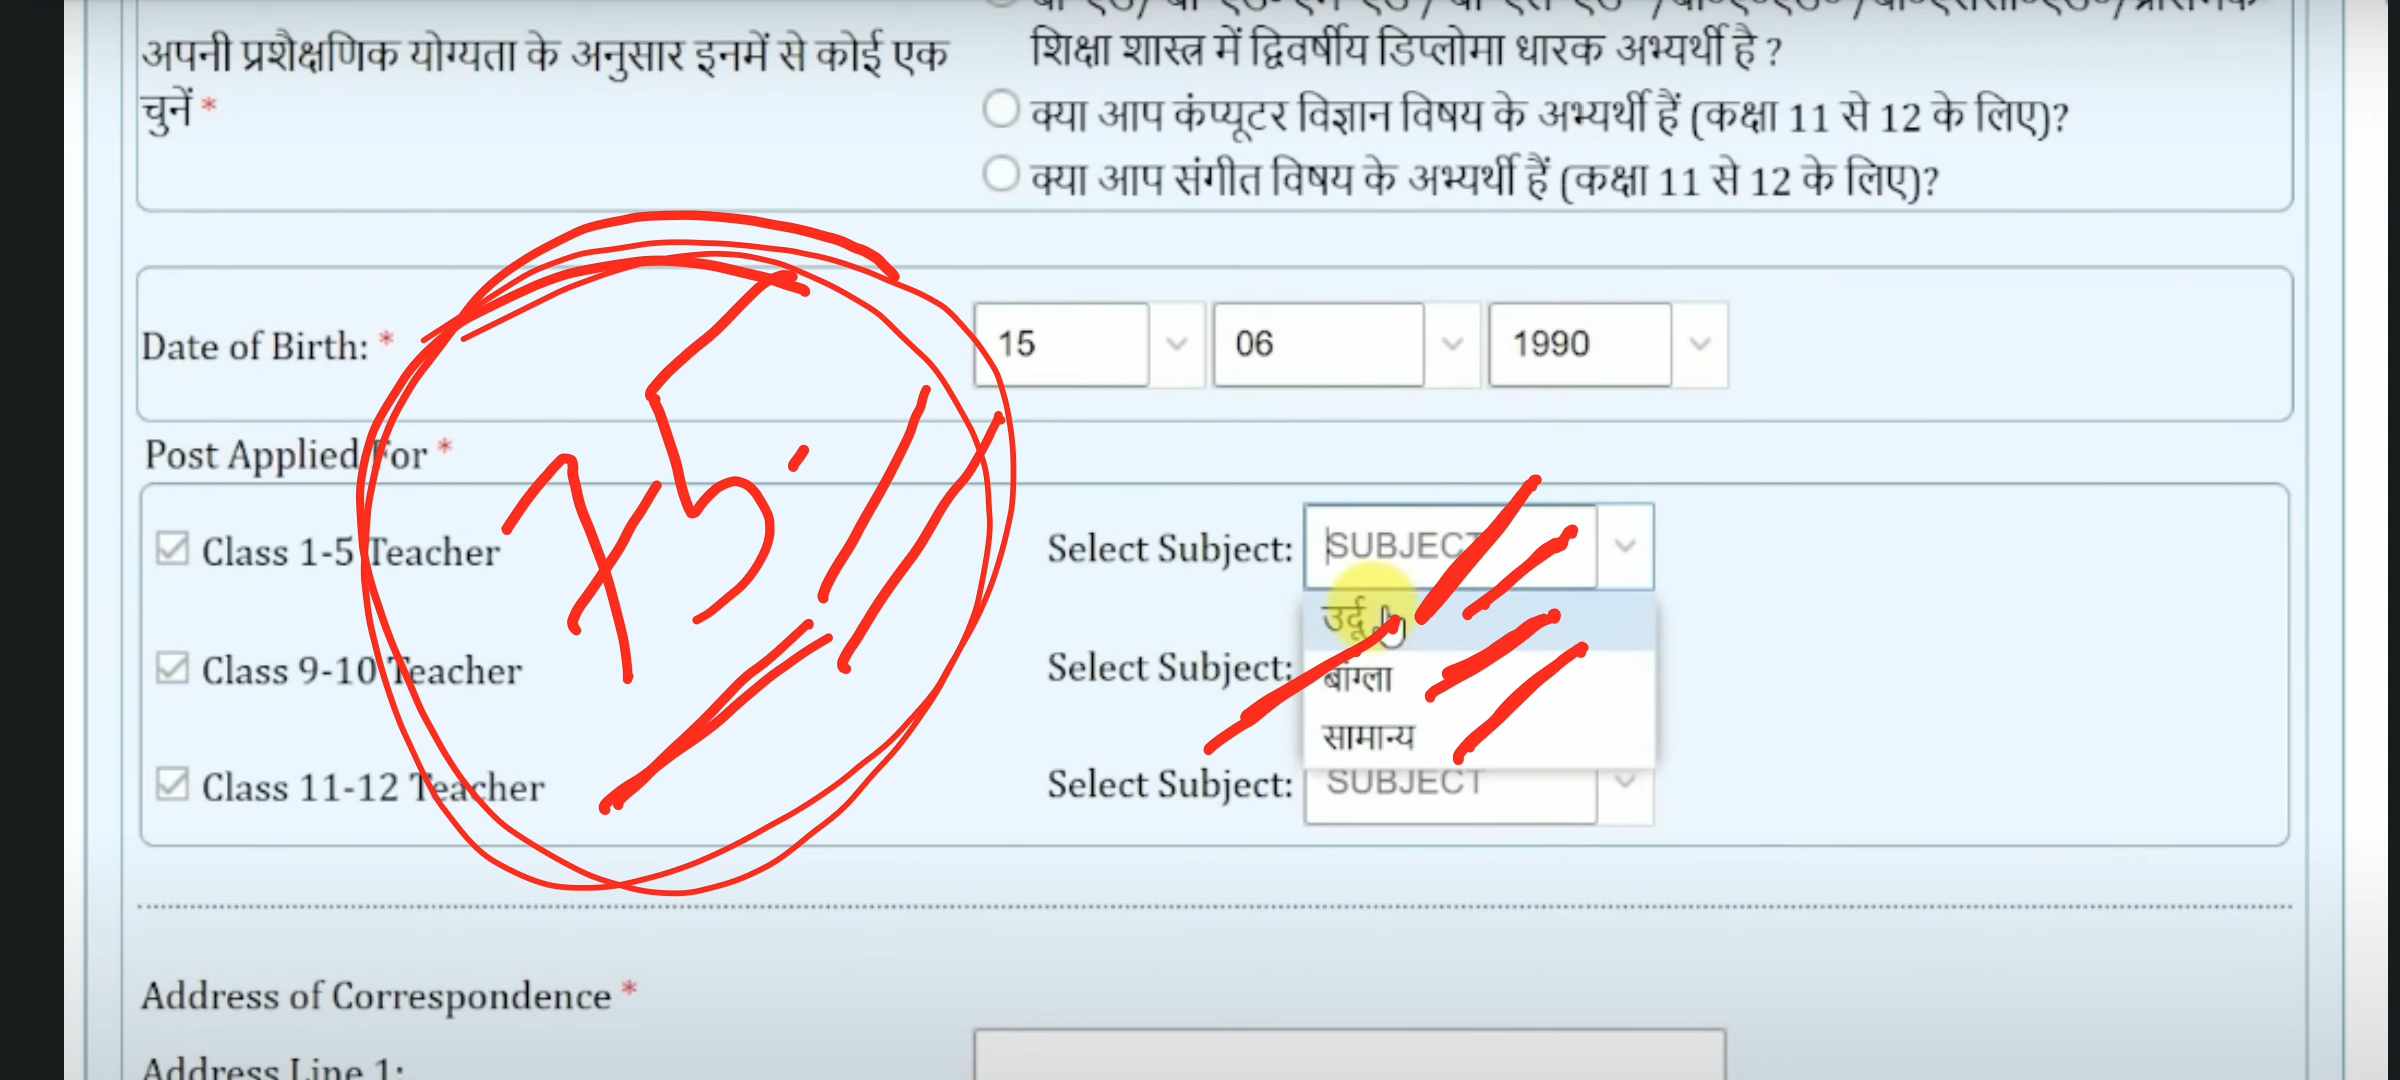 अपनी प्रशैक्षणिक योग्यता के अनुसार इनमें से कोई एक
चुनें *
शिक्षा शास्त्र में द्विवर्षीय डिप्लोमा धारक अभ्यर्थी है ?
क्या आप कंप्यूटर विज्ञान विषय के अभ्यर्थी हैं (कक्षा 11 से 12 के लिए)?
क्या आप संगीत विषय के अभ्यर्थी हैं (कक्षा 11 से 12 के लिए)?
Date of Birth: * 15 06 1990
Post Applied For *
Class 1-5 Teacher Select Subject: SUBJECT
उर्दू
Class 9-10 Teacher Select Subject:
बांग्ला
सामान्य
Class 11-12 Teacher Select Subject: SUBJECT
Address of Correspondence *
Address Line 1: